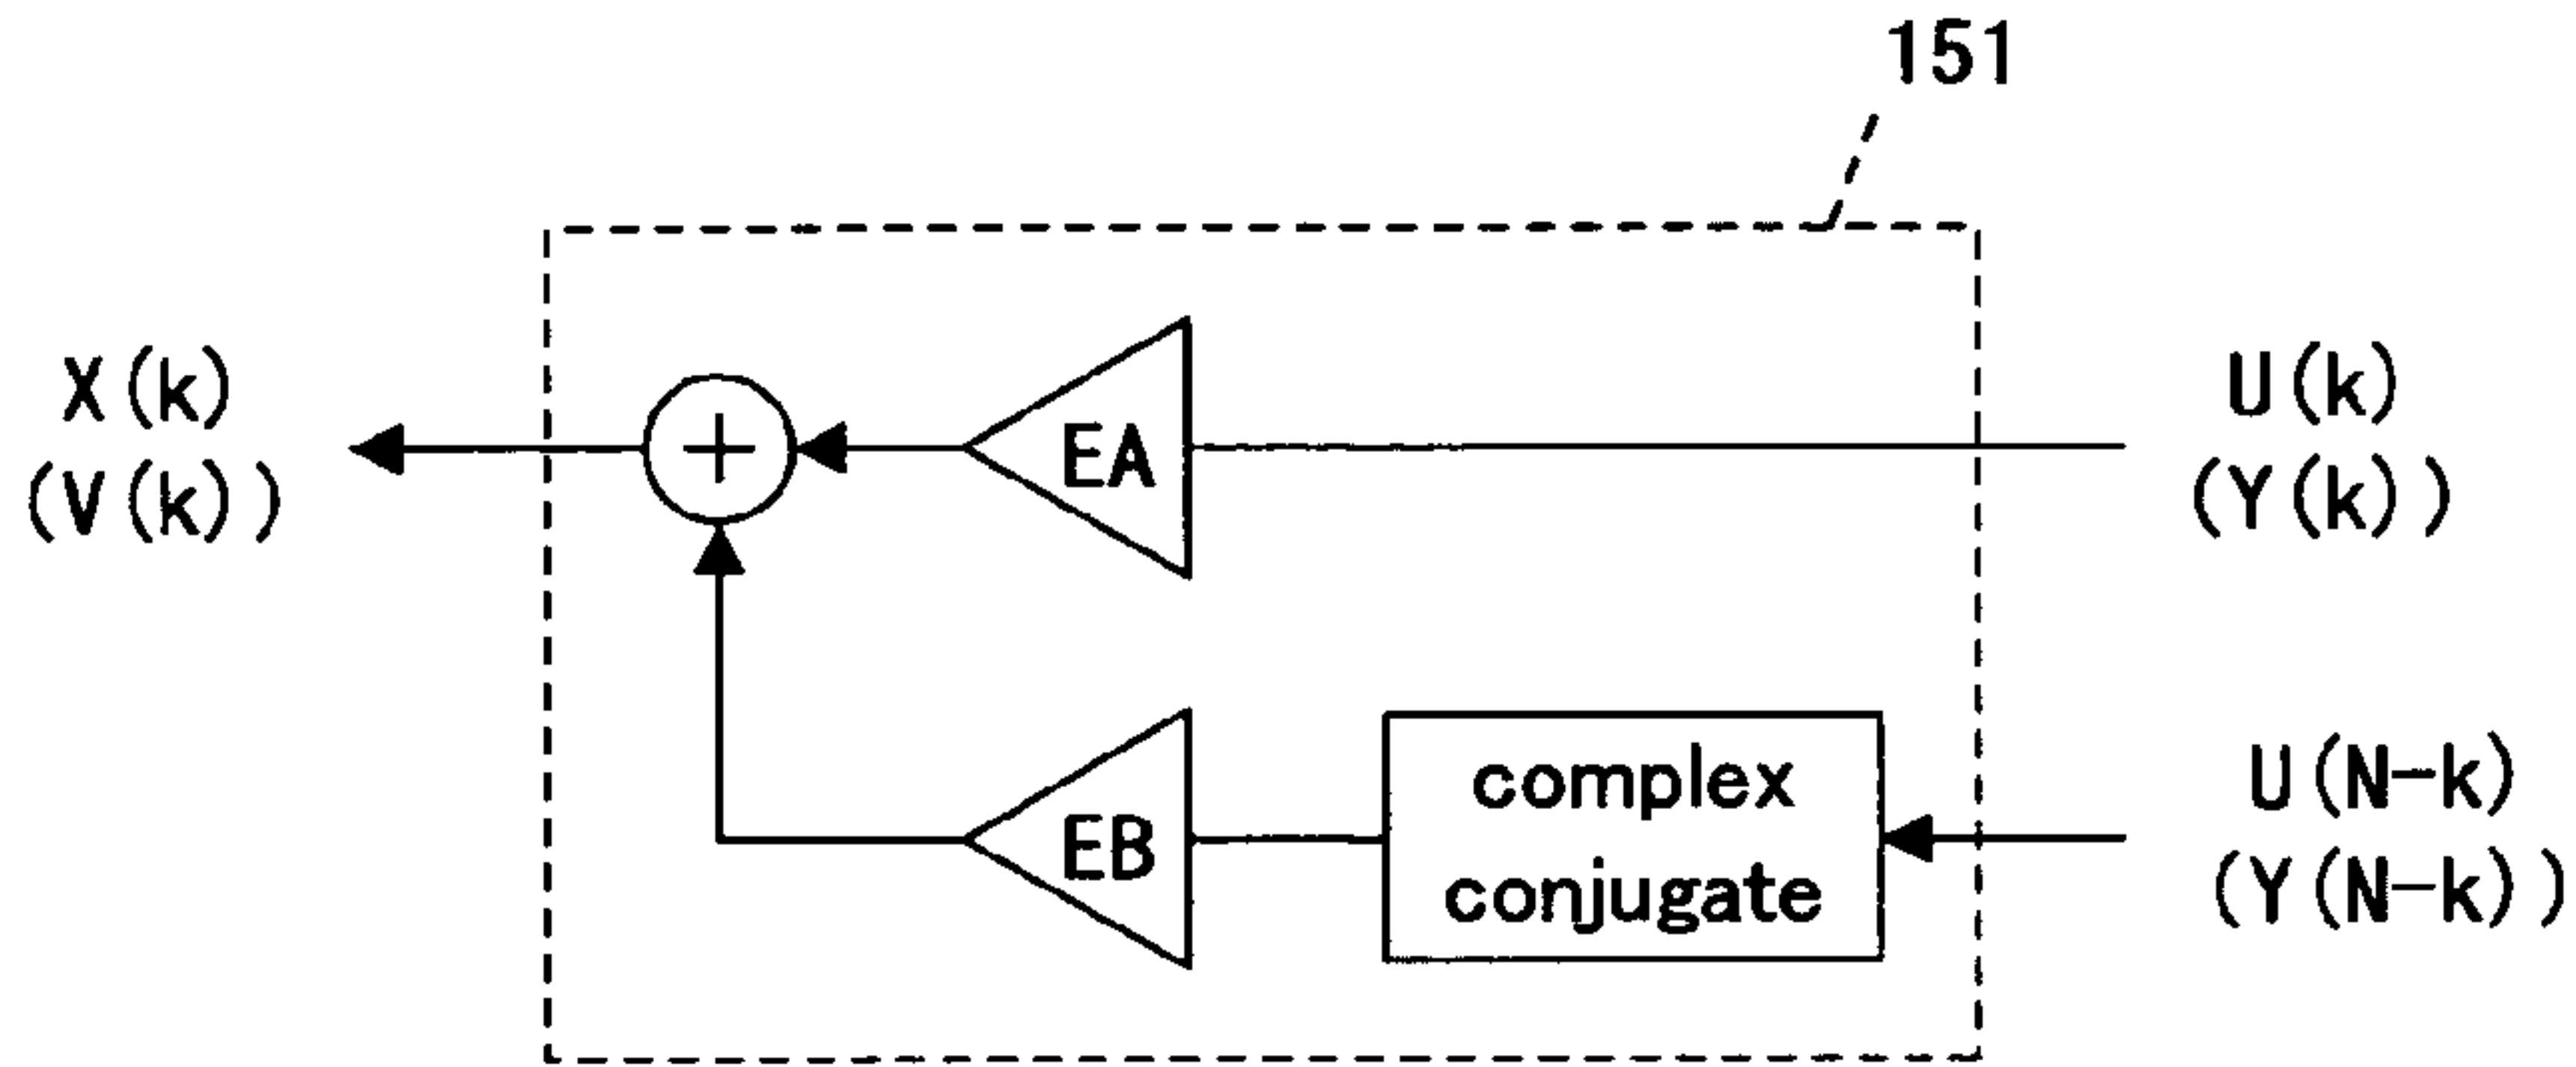 151
X(k)
(V(k))
+
EA
U(k)
(Y(k))
EB
complex
conjugate
U(N-k)
(Y(N-k))